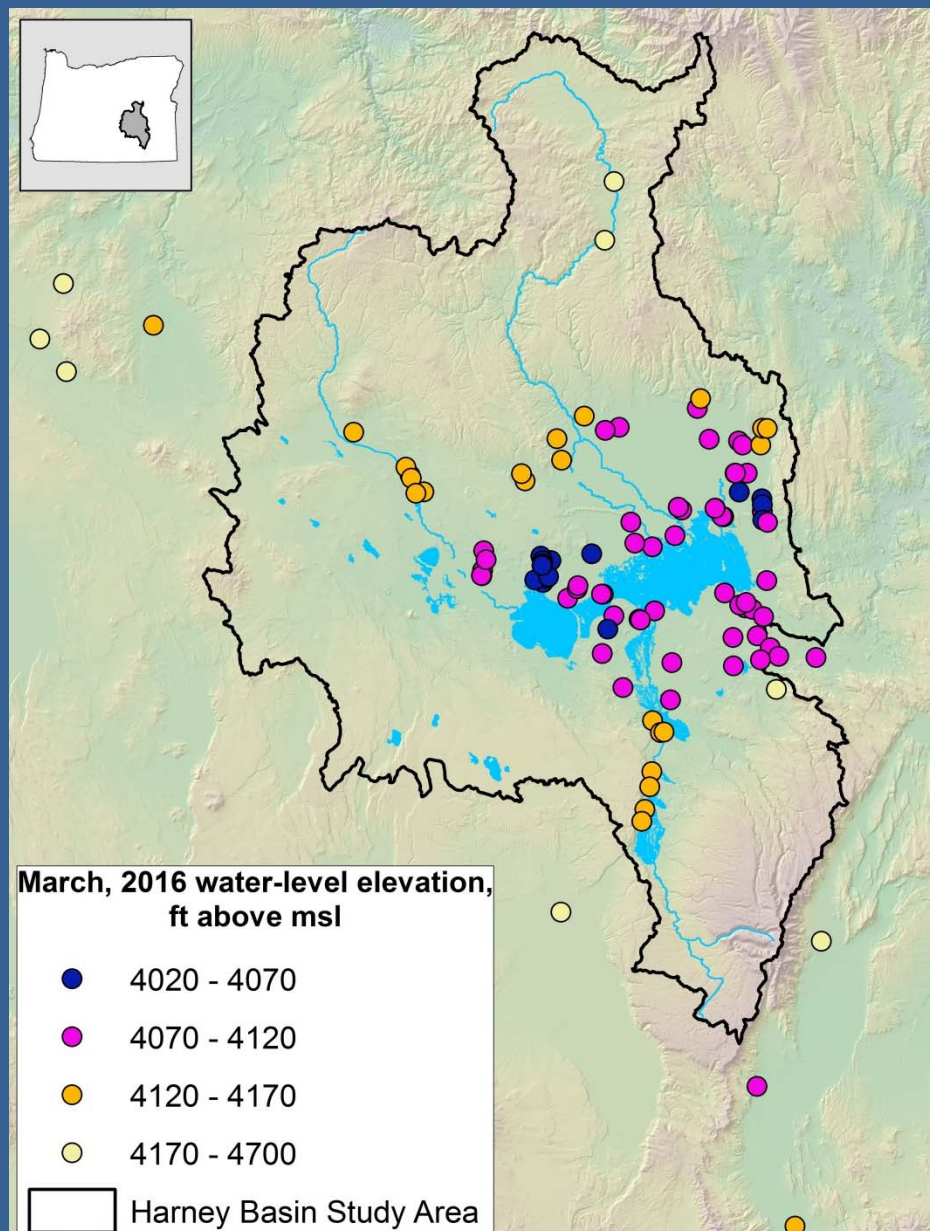 March, 2016 water-level elevation,
ft above msl
4020 - 4070
4070 - 4120
4120 - 4170
4170 - 4700
Harney Basin Study Area